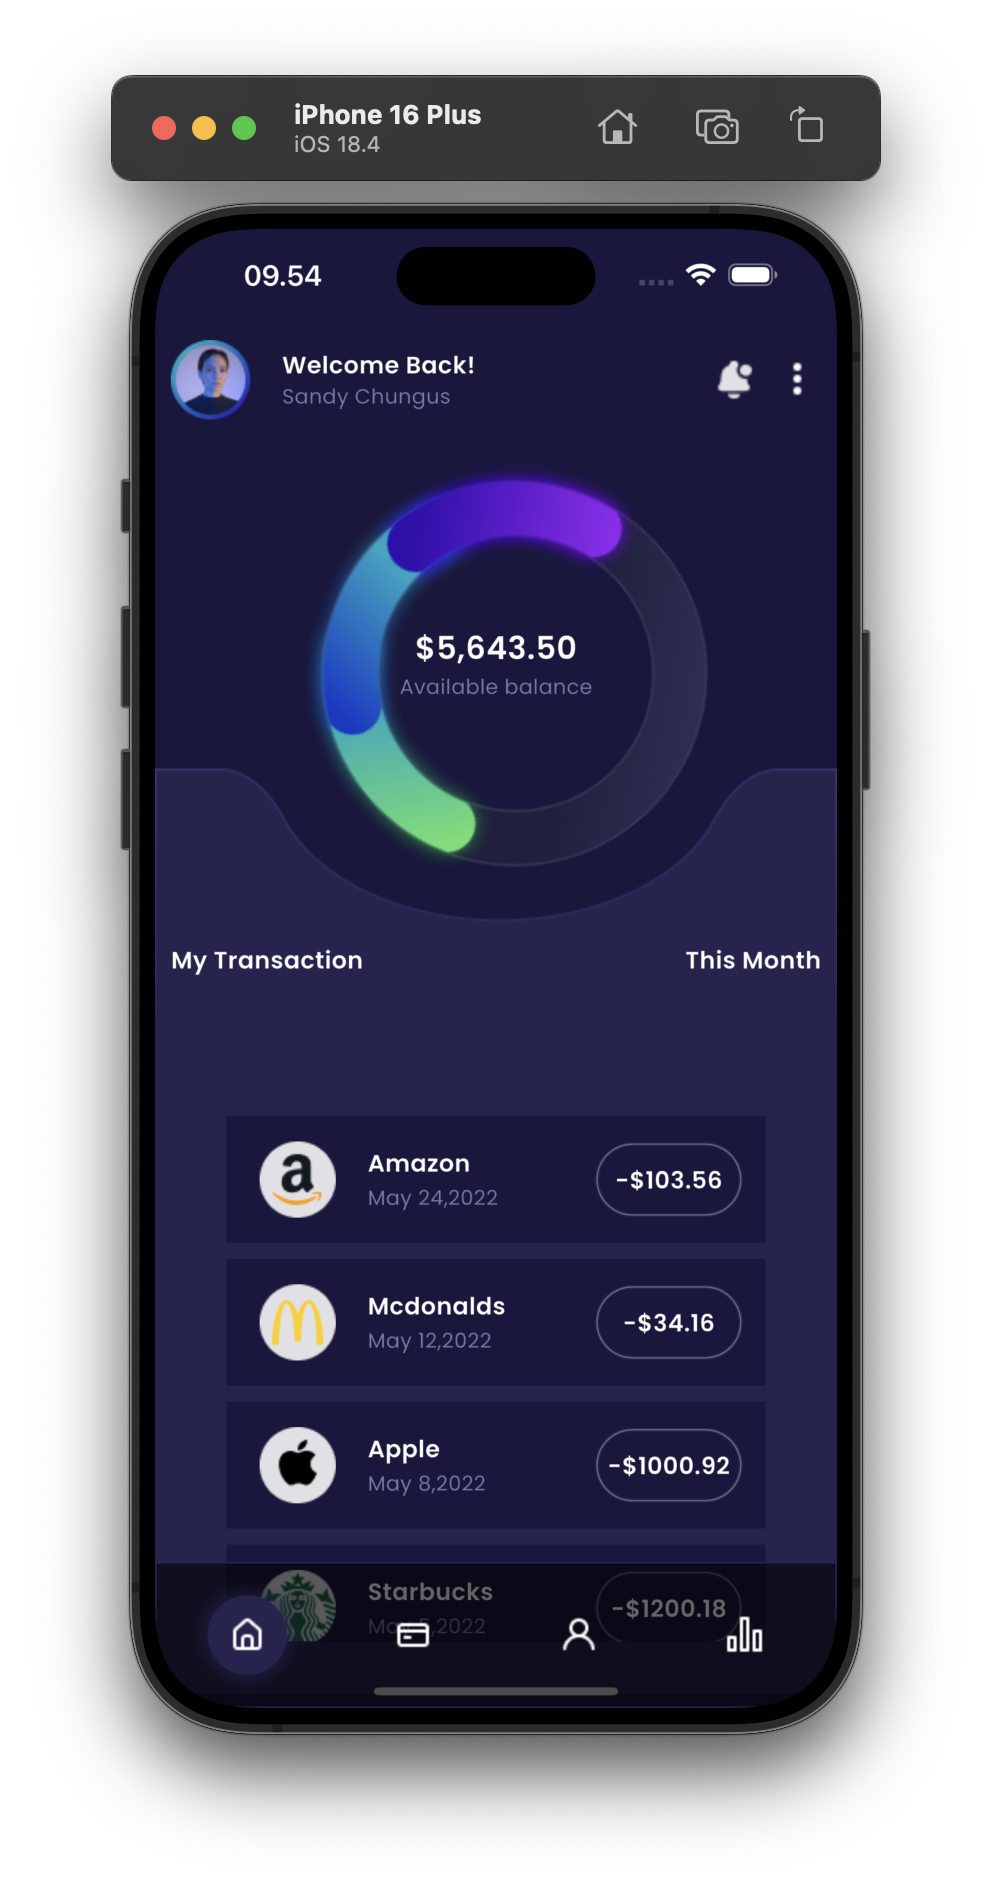 iPhone 16 Plus
iOS 18.4
09.54
Welcome Back!
Sandy Chungus
$5,643.50
Available balance
My Transaction
This Month
Amazon
May 24,2022
-$103.56
Mcdonalds
May 12,2022
-$34.16
Apple
May 8,2022
-$1000.92
Starbucks
May 5,2022
-$1200.18